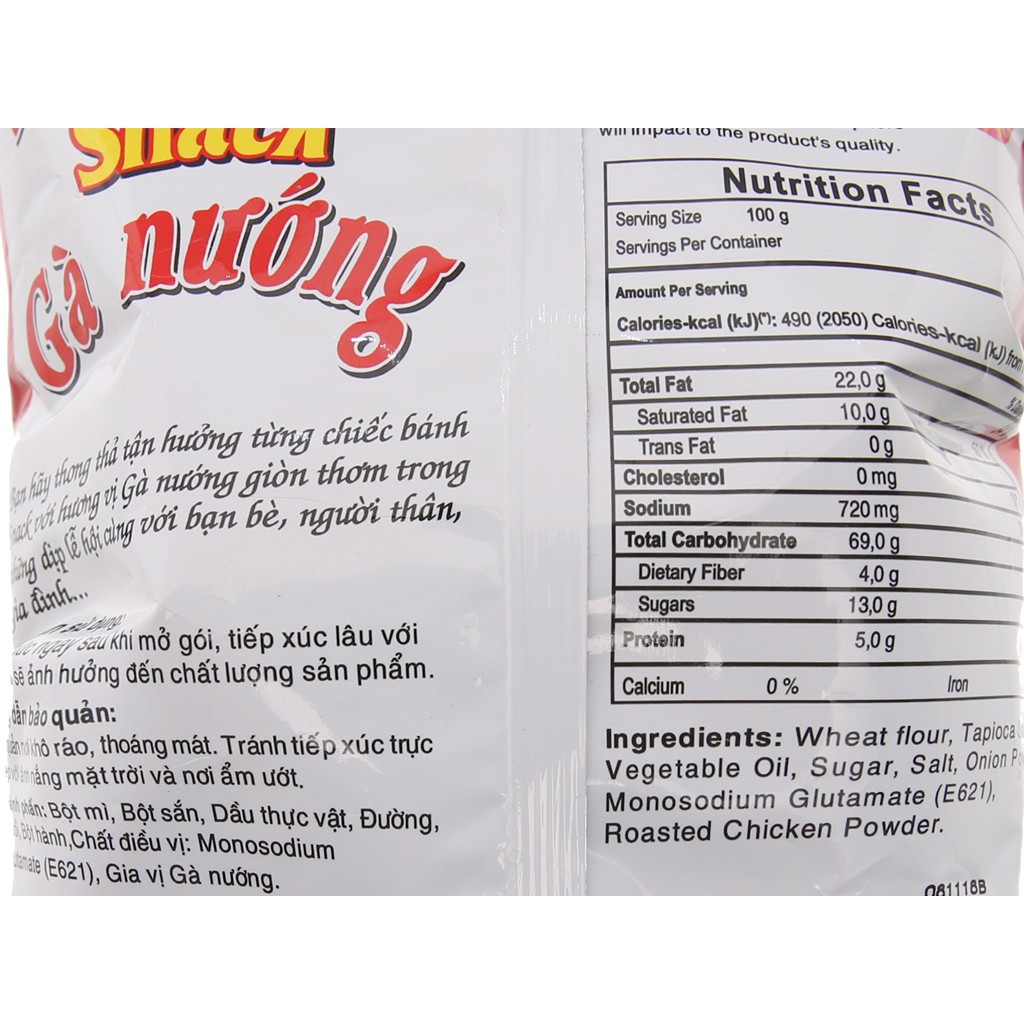 Snack
Gà nướng
hãy thong thả tận hưởng từng chiếc bánh
với hương vị Gà nướng giòn thơm trong
dịp lễ hội cùng với bạn bè, người thân,
đình...
sử dụng:
ngay sau khi mở gói, tiếp xúc lâu với
sẽ ảnh hưởng đến chất lượng sản phẩm.
dẫn bảo quản:
nơi khô ráo, thoáng mát. Tránh tiếp xúc trực
với ánh nắng mặt trời và nơi ẩm ướt.
phần: Bột mì, Bột sắn, Dầu thực vật, Đường,
Bột hành, Chất điều vị: Monosodium
(E621), Gia vị Gà nướng.
will impact to the product's quality.
Nutrition Facts
Serving Size 100 g
Servings Per Container
Amount Per Serving
Calories-kcal (kJ)(*): 490 (2050) Calories-kcal (kJ) from
Total Fat 22,0 g
Saturated Fat 10,0 g
Trans Fat 0 g
Cholesterol 0 mg
Sodium 720 mg
Total Carbohydrate 69,0 g
Dietary Fiber 4,0 g
Sugars 13,0 g
Protein 5,0 g
Calcium 0 % Iron
Ingredients: Wheat flour, Tapioca
Vegetable Oil, Sugar, Salt, Onion
Monosodium Glutamate (E621),
Roasted Chicken Powder.
081118B